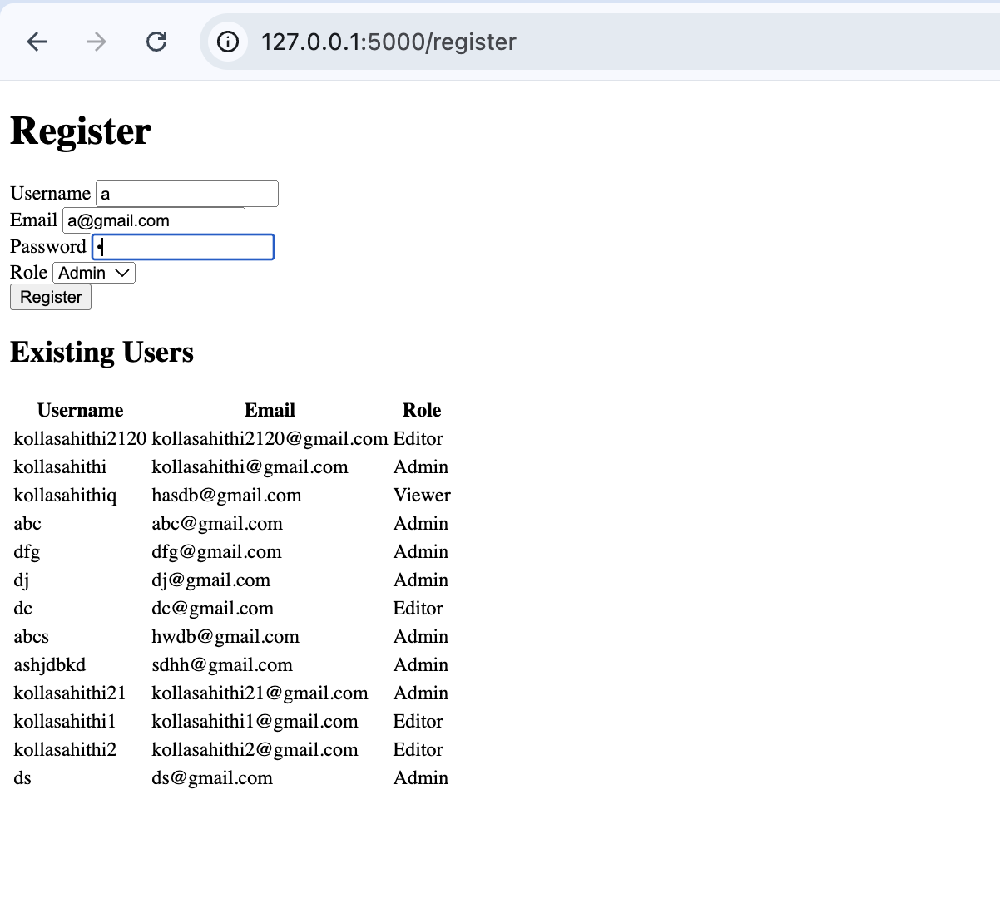 127.0.0.1:5000/register
Register
Username a
Email a@gmail.com
Password •
Role Admin
Register
Existing Users
Username Email Role
kollasahithi2120 kollasahithi2120@gmail.com Editor
kollasahithi kollasahithi@gmail.com Admin
kollasahithiq hasdb@gmail.com Viewer
abc abc@gmail.com Admin
dfg dfg@gmail.com Admin
dj dj@gmail.com Admin
dc dc@gmail.com Editor
abcs hwdb@gmail.com Admin
ashjdbkd sdhh@gmail.com Admin
kollasahithi21 kollasahithi21@gmail.com Admin
kollasahithi1 kollasahithi1@gmail.com Editor
kollasahithi2 kollasahithi2@gmail.com Editor
ds ds@gmail.com Admin